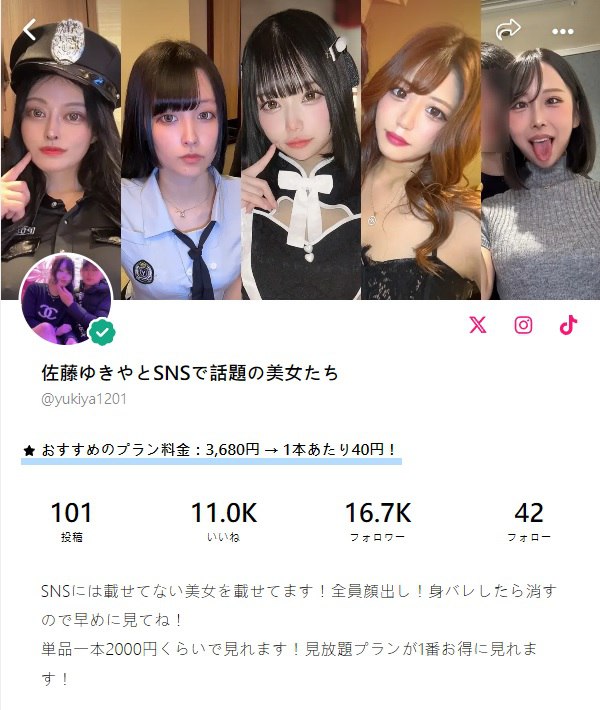 佐藤ゆきやとSNSで話題の美女たち
@yukiya1201
★ おすすめのプラン料金：3,680円 → 1本あたり40円！
101 11.0K 16.7K 42
投稿 いいね フォロワー フォロー
SNSには載せてない美女を載せてます！全員顔出し！身バレしたら消す
ので早めに見てね！
単品一本2000円くらいで見れます！見放題プランが1番お得に見れま
す！